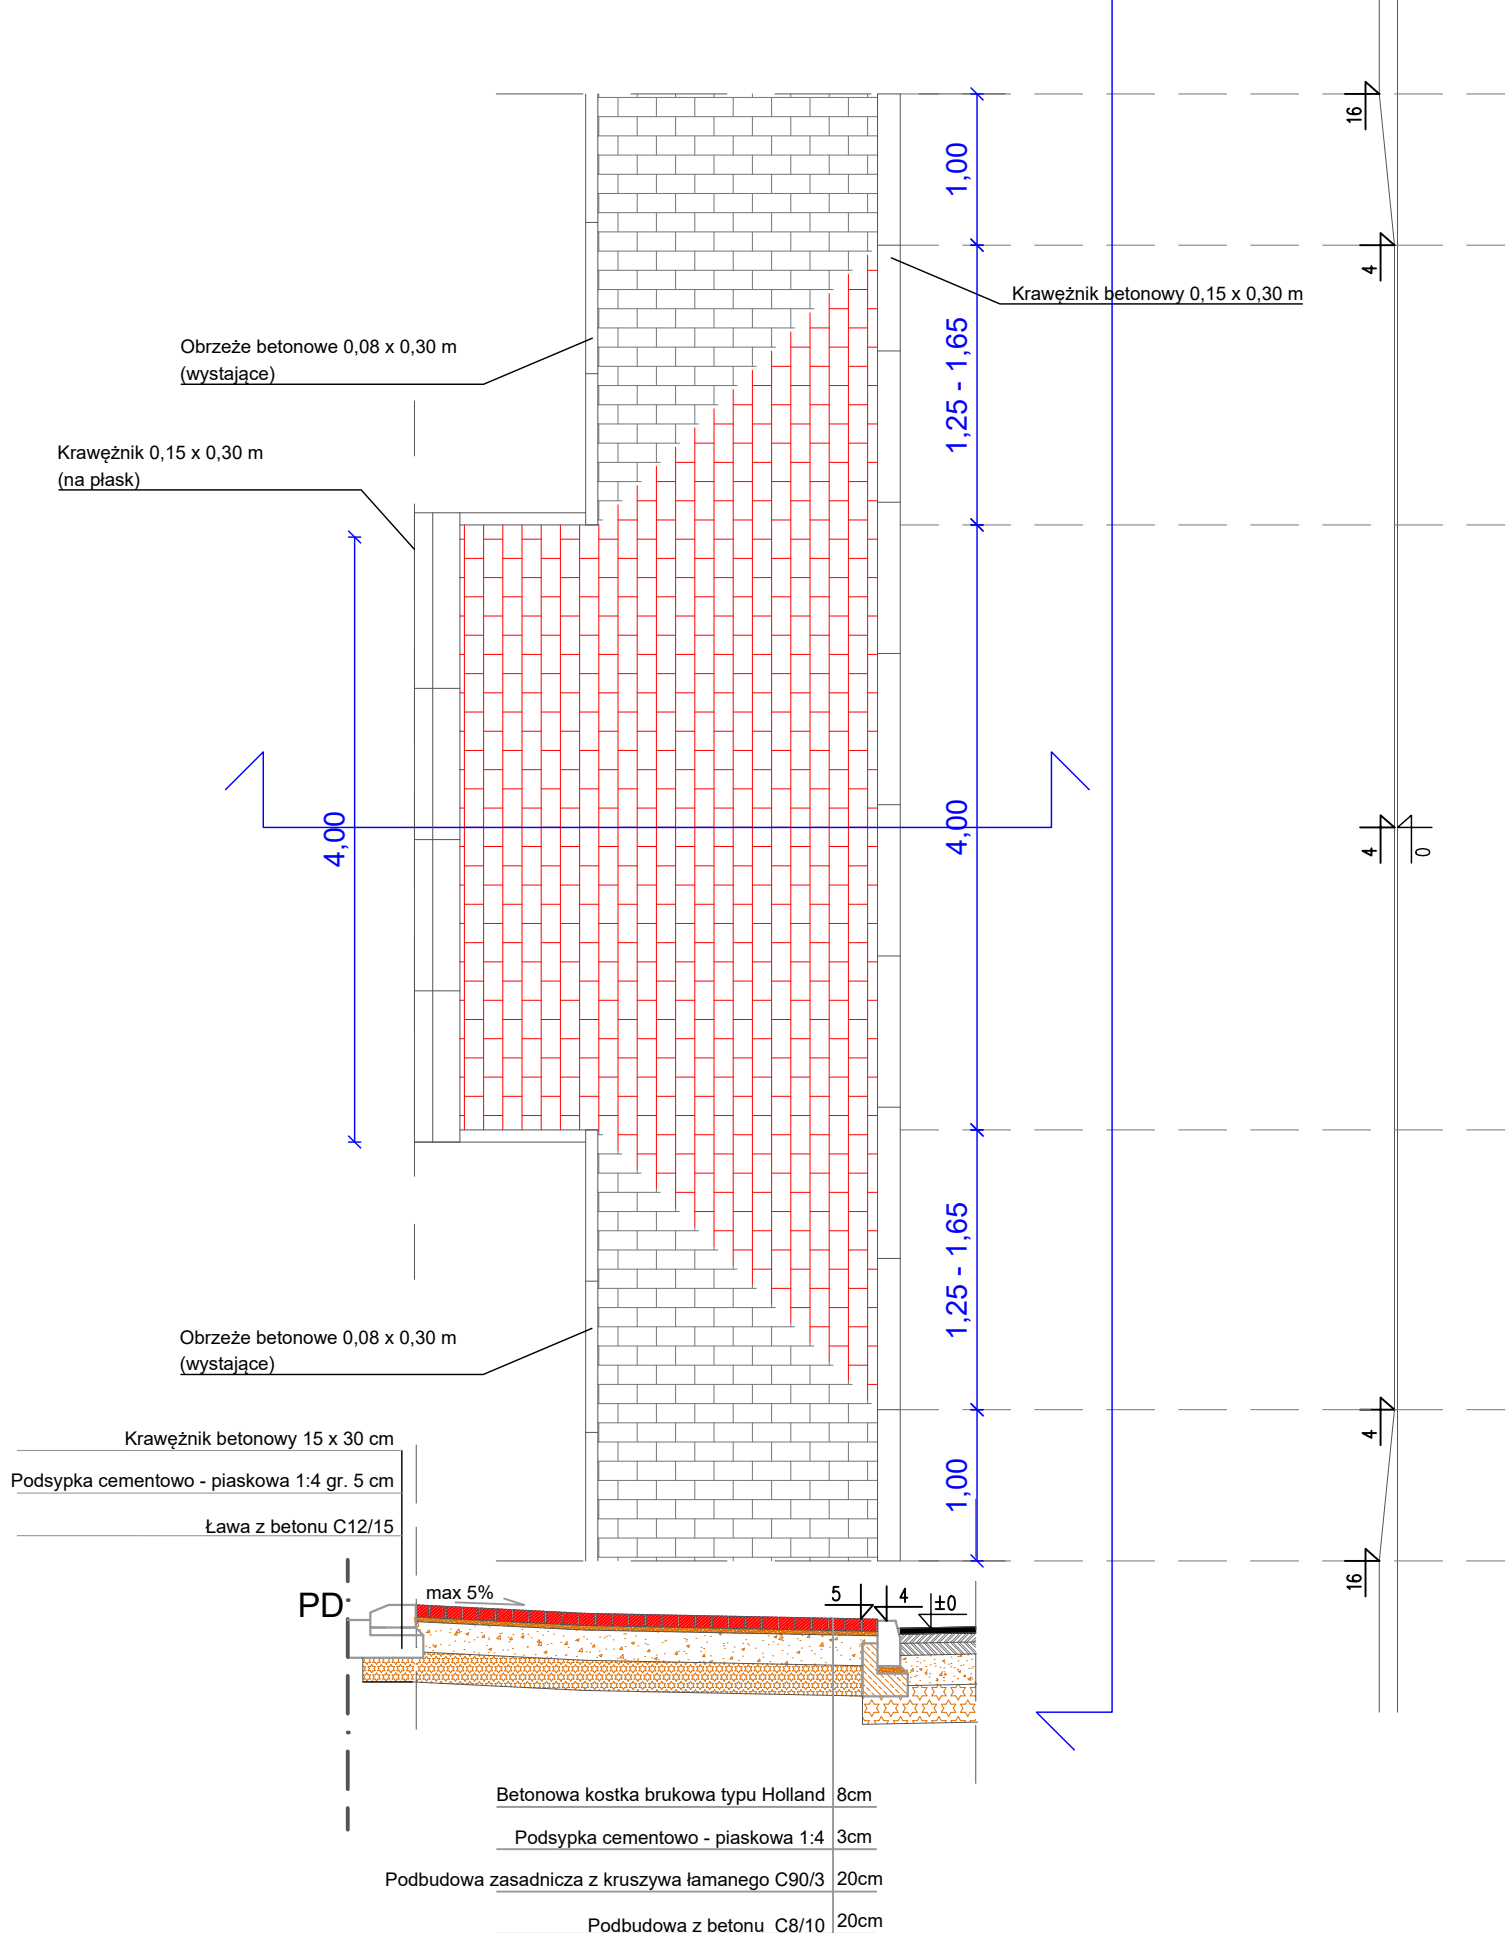 16
1,00
4
Krawężnik betonowy 0,15 x 0,30 m
1,25 - 1,65
Obrzeże betonowe 0,08 x 0,30 m
(wystające)
Krawężnik 0,15 x 0,30 m
(na płask)
4,00
4,00
4
0
1,25 - 1,65
Obrzeże betonowe 0,08 x 0,30 m
(wystające)
4
1,00
Krawężnik betonowy 15 x 30 cm
Podsypka cementowo - piaskowa 1:4 gr. 5 cm
Ława z betonu C12/15
16
PD
max 5%
5
4
±0
Betonowa kostka brukowa typu Holland 8cm
Podsypka cementowo - piaskowa 1:4 3cm
Podbudowa zasadnicza z kruszywa łamanego C90/3 20cm
Podbudowa z betonu C8/10 20cm